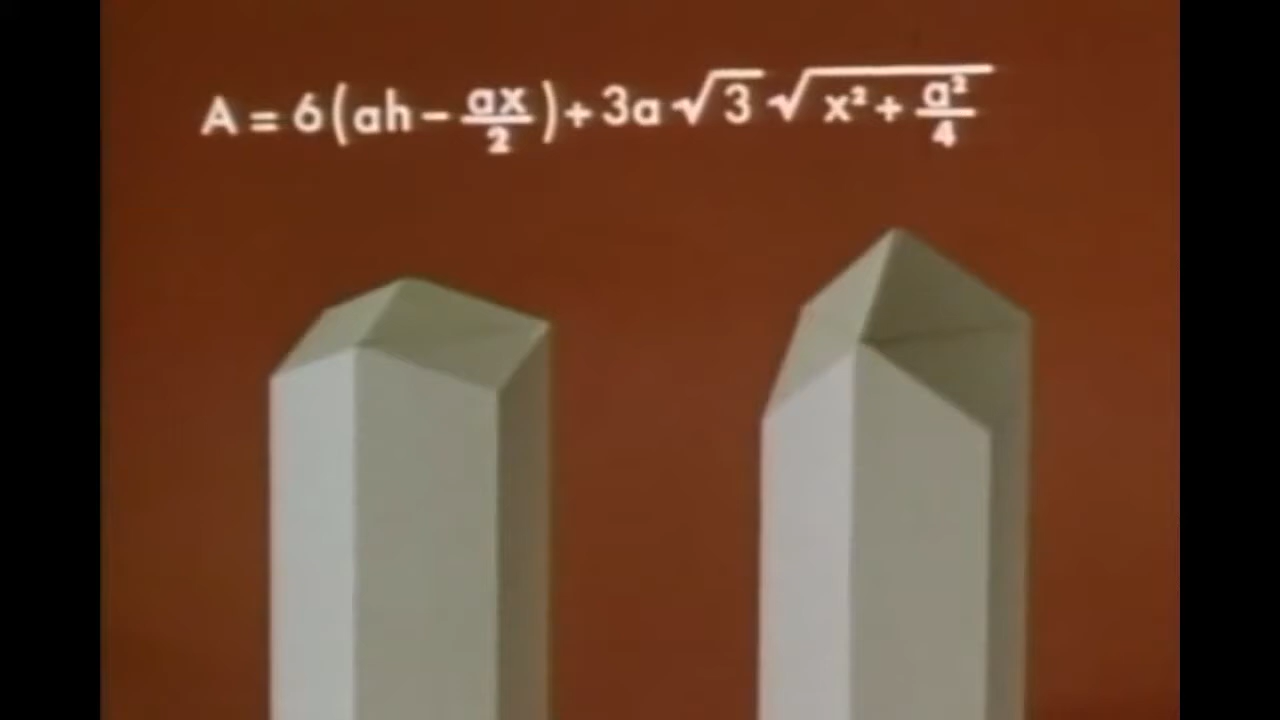 A = 6(ah - ax/2) + 3a √3 √(x² + a²/4)